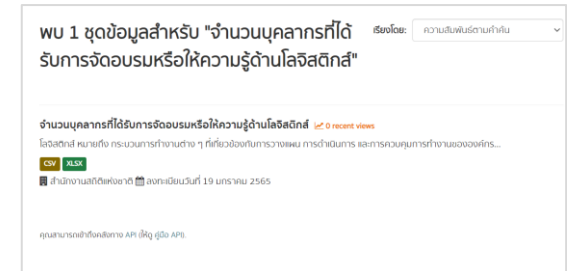 พบ 1 ชุดข้อมูลสำหรับ "จำนวนบุคลากรที่ได้
รับการจัดอบรมหรือให้ความรู้ด้านโลจิสติกส์"
เรียงโดย: ความสัมพันธ์ตามคำค้น
จำนวนบุคลากรที่ได้รับการจัดอบรมหรือให้ความรู้ด้านโลจิสติกส์ 0 recent views
โลจิสติกส์ หมายถึง กระบวนการทำงานต่าง ๆ ที่เกี่ยวข้องกับการวางแผน การดำเนินการ และการควบคุมการทำงานขององค์กร...
CSV XLSX
สำนักงานสถิติแห่งชาติ ลงทะเบียนวันที่ 19 มกราคม 2565
คุณสามารถเข้าถึงคลังทาง API (ให้ดู คู่มือ API).